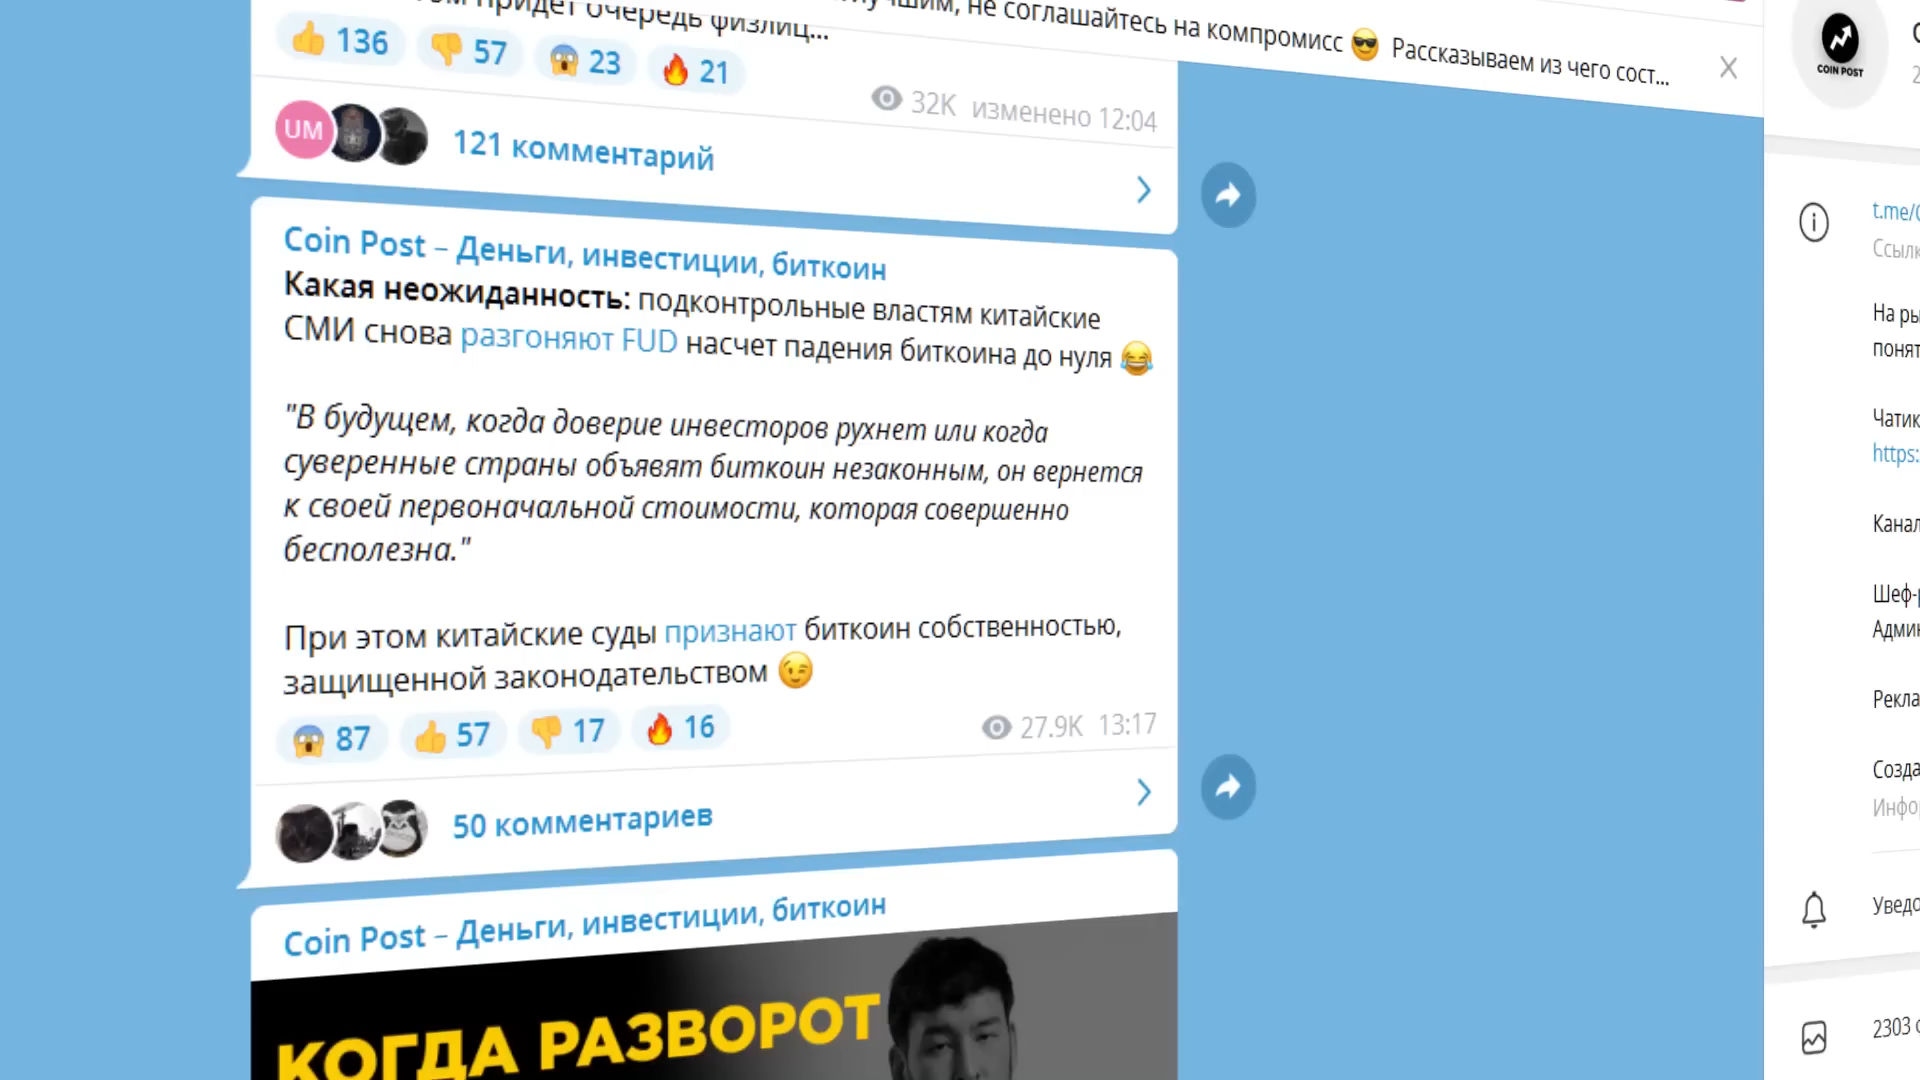 придет очередь физлиц...
не соглашайтесь на компромисс 😎 Рассказываем из чего сост...
👍 136 👎 57 😱 23 🔥 21
32K изменено 12:04
UM
121 комментарий
Coin Post – Деньги, инвестиции, биткоин
Какая неожиданность: подконтрольные властям китайские
СМИ снова разгоняют FUD насчет падения биткоина до нуля 😂
"В будущем, когда доверие инвесторов рухнет или когда
суверенные страны объявят биткоин незаконным, он вернется
к своей первоначальной стоимости, которая совершенно
бесполезна."
При этом китайские суды признают биткоин собственностью,
защищенной законодательством 😉
😱 87 👍 57 👎 17 🔥 16
27.9K 13:17
50 комментариев
Coin Post – Деньги, инвестиции, биткоин
КОГДА РАЗВОРОТ
COIN POST
t.me/
Ссылк
На ры
понят
Чатик
https:
Канал
Шеф-р
Админ
Рекла
Созда
Инфор
Уведо
2303